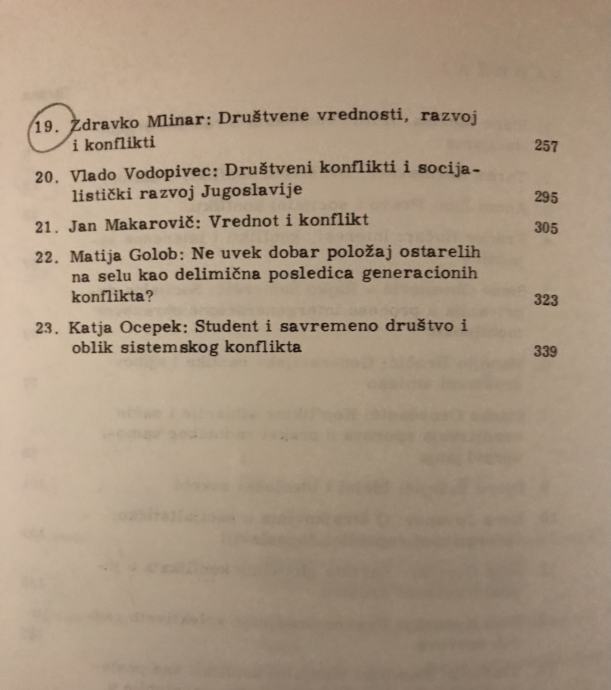 19. Zdravko Mlinar: Društvene vrednosti, razvoj
i konflikti 257
20. Vlado Vodopivec: Društveni konflikti i socija-
listički razvoj Jugoslavije 295
21. Jan Makarovič: Vrednot i konflikt 305
22. Matija Golob: Ne uvek dobar položaj ostarelih
na selu kao delimična posledica generacionih
konflikta? 323
23. Katja Ocepek: Student i savremeno društvo i
oblik sistemskog konflikta 339